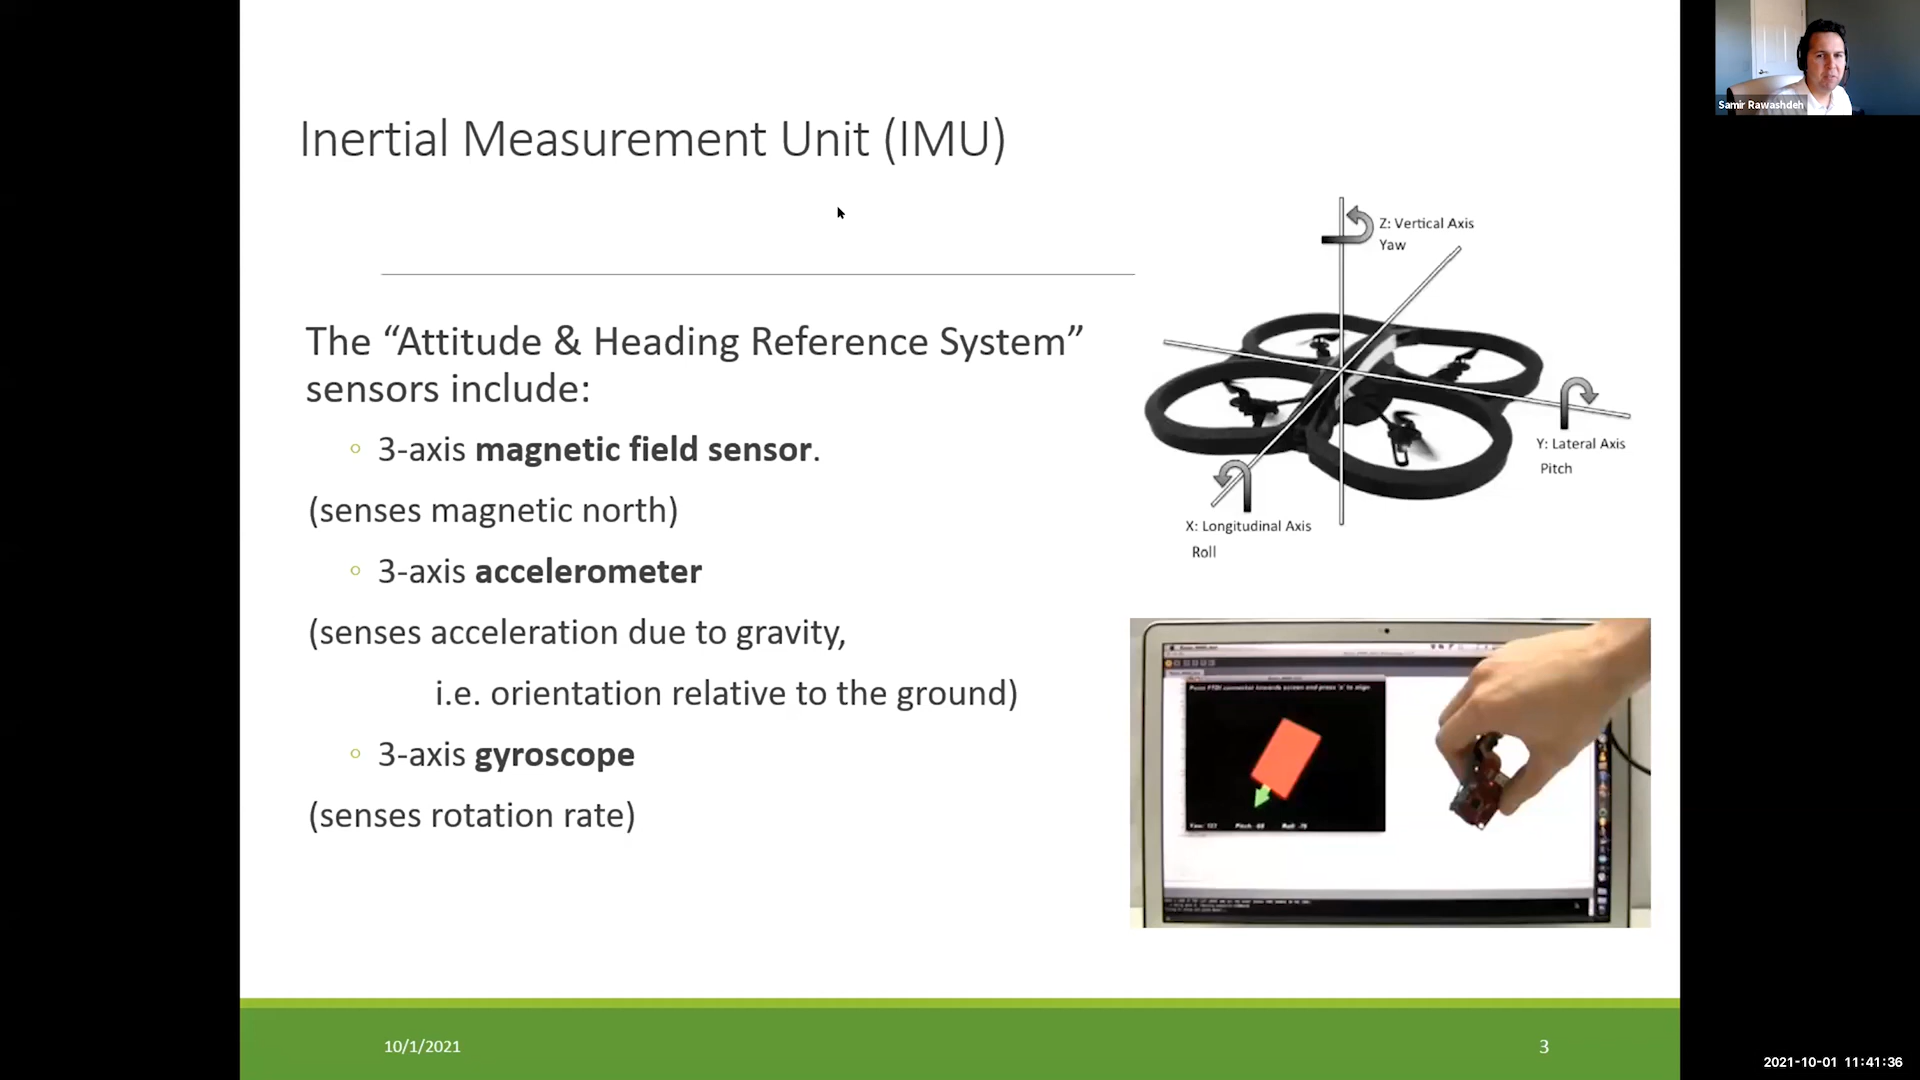 Samir Rawashdeh
Inertial Measurement Unit (IMU)
The “Attitude & Heading Reference System”
sensors include:
◦ 3-axis magnetic field sensor.
(senses magnetic north)
◦ 3-axis accelerometer
(senses acceleration due to gravity,
i.e. orientation relative to the ground)
◦ 3-axis gyroscope
(senses rotation rate)
Z: Vertical Axis
Yaw
Y: Lateral Axis
Pitch
X: Longitudinal Axis
Roll
10/1/2021
3
2021-10-01 11:41:36